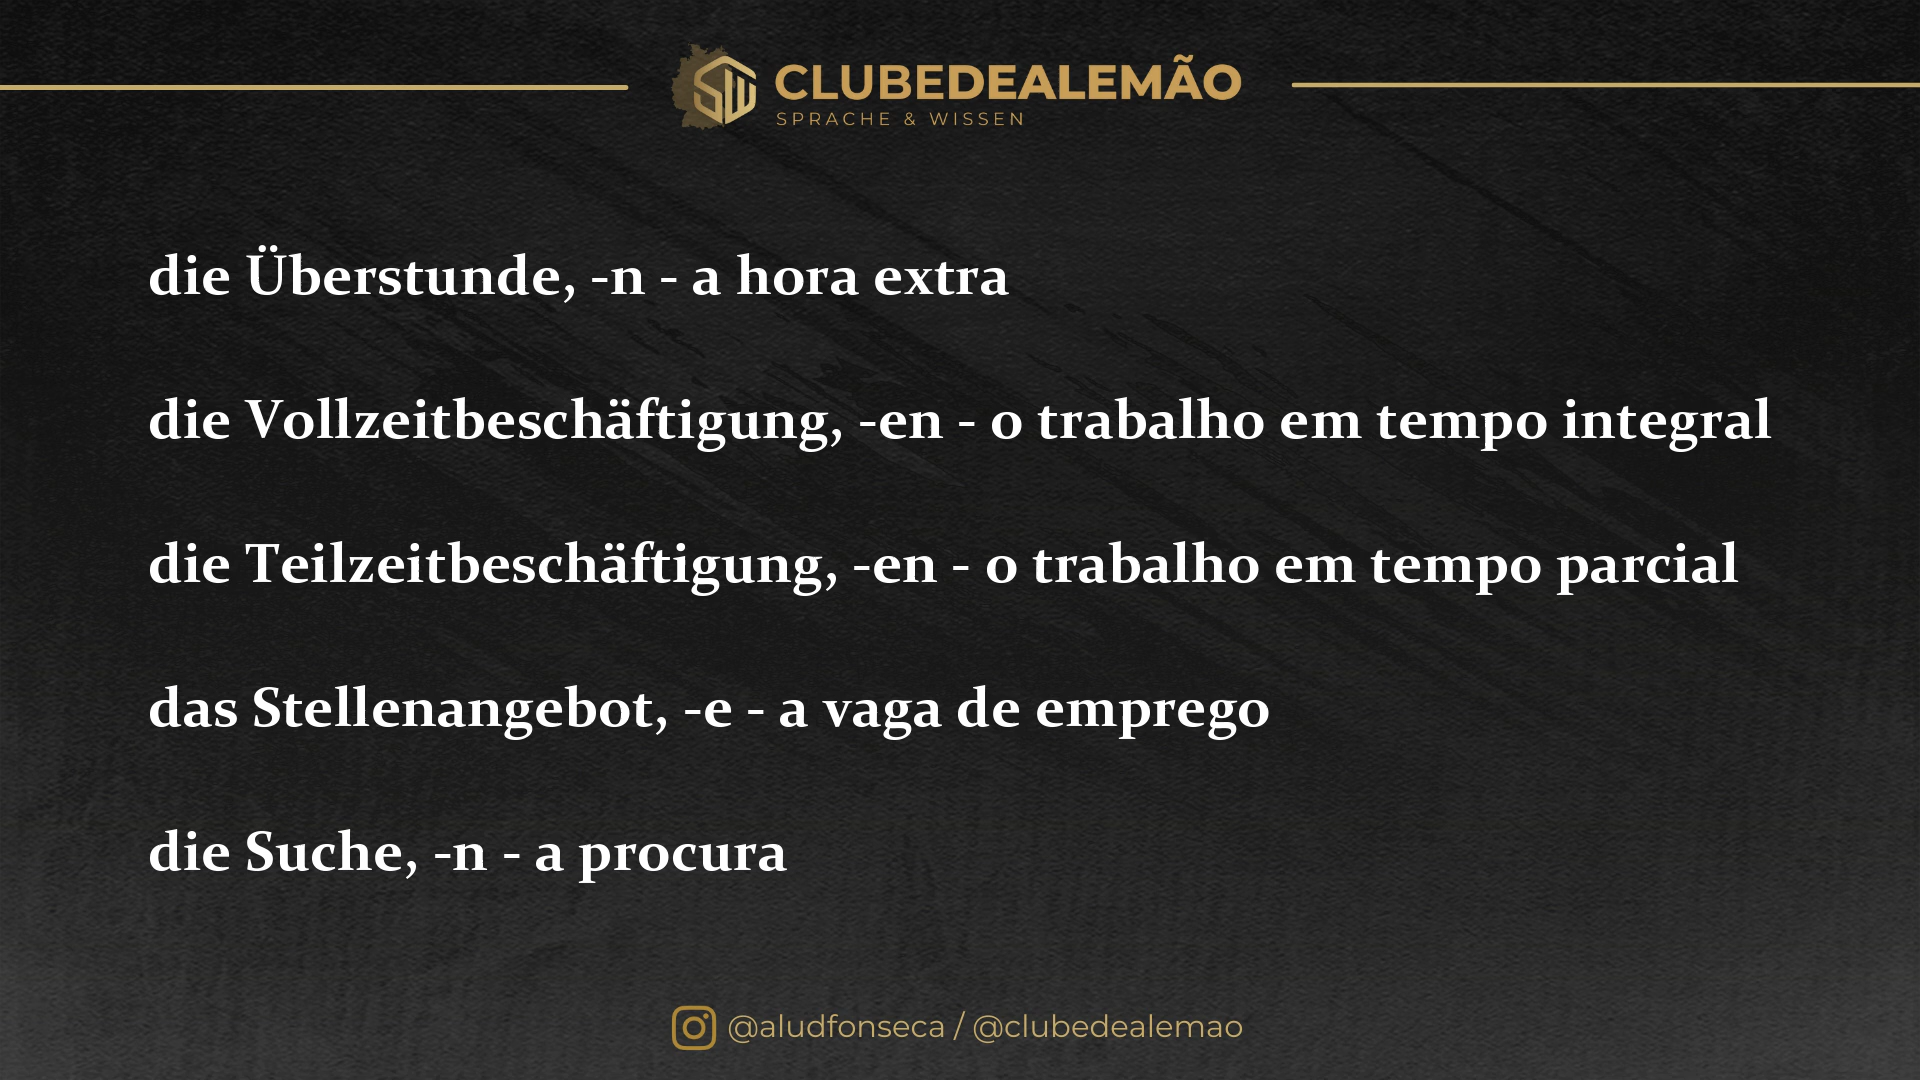 CLUBEDEALEMÃO
SPRACHE & WISSEN
die Überstunde, -n - a hora extra
die Vollzeitbeschäftigung, -en - o trabalho em tempo integral
die Teilzeitbeschäftigung, -en - o trabalho em tempo parcial
das Stellenangebot, -e - a vaga de emprego
die Suche, -n - a procura
@aludfonseca / @clubedealemao